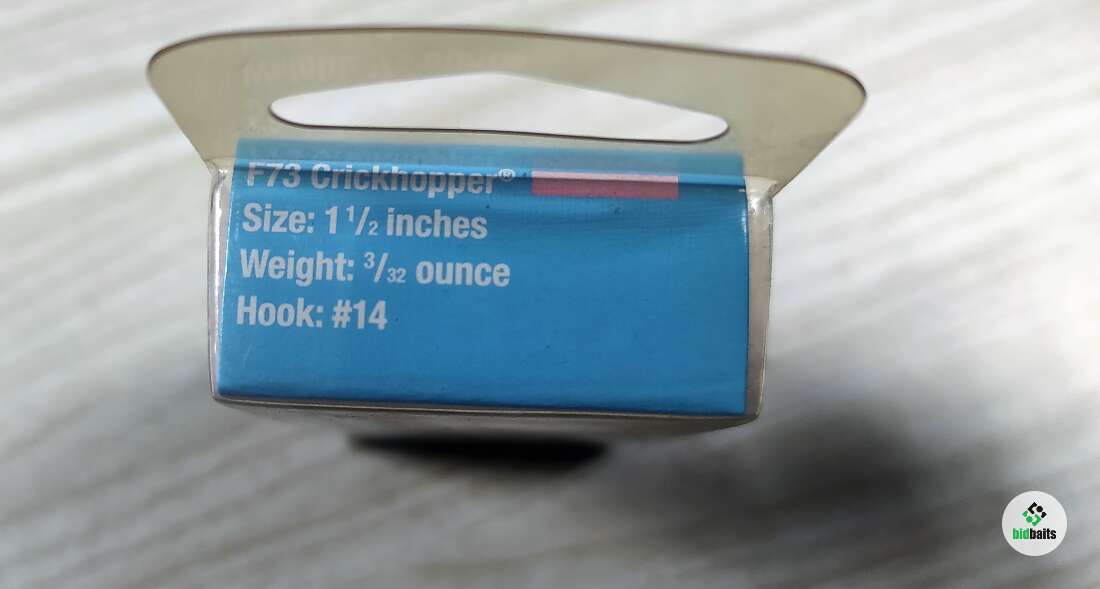 F73 Crickhopper®
Size: 1 1/2 inches
Weight: 3/32 ounce
Hook: #14
bidbaits